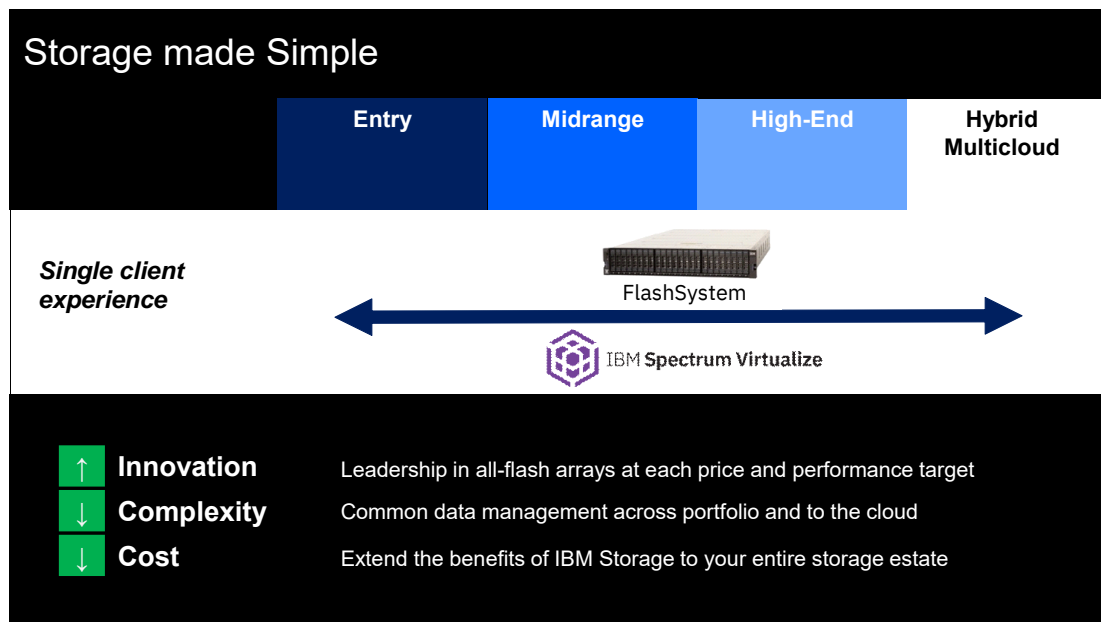 Storage made Simple
Entry
Midrange
High-End
Hybrid
Multicloud
Single client
experience
FlashSystem
IBM Spectrum Virtualize
↑ Innovation
Leadership in all-flash arrays at each price and performance target
↓ Complexity
Common data management across portfolio and to the cloud
↓ Cost
Extend the benefits of IBM Storage to your entire storage estate